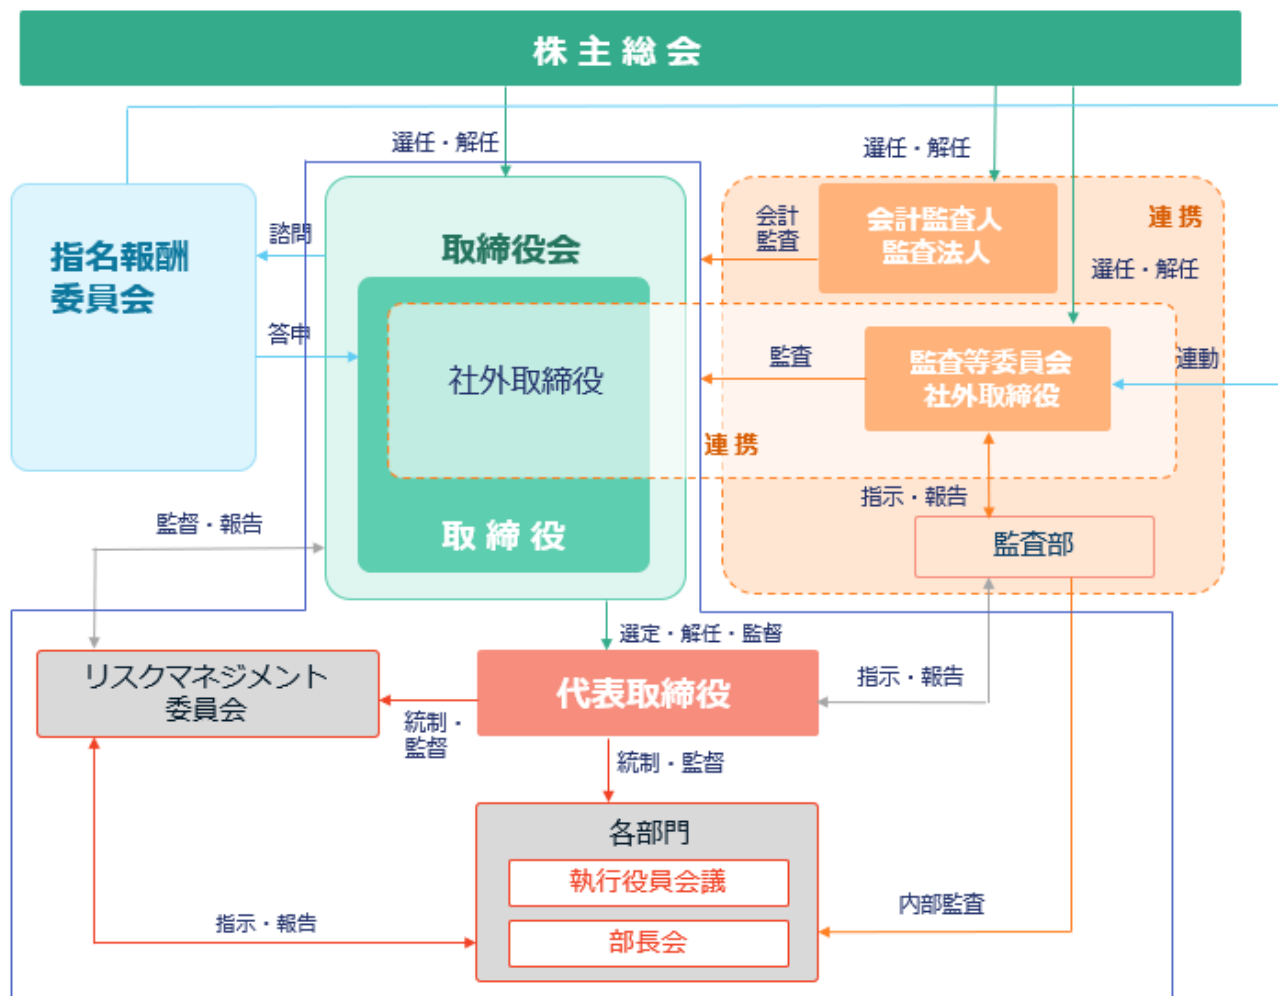 株主総会
選任・解任
選任・解任
選任・解任
指名報酬
委員会
諮問
答申
取締役会
社外取締役
取締役
会計
監査
会計監査人
監査法人
連携
監査
監査等委員会
社外取締役
連動
連携
指示・報告
監査部
監督・報告
選定・解任・監督
リスクマネジメント
委員会
統制・
監督
代表取締役
指示・報告
統制・監督
各部門
執行役員会議
部長会
指示・報告
内部監査